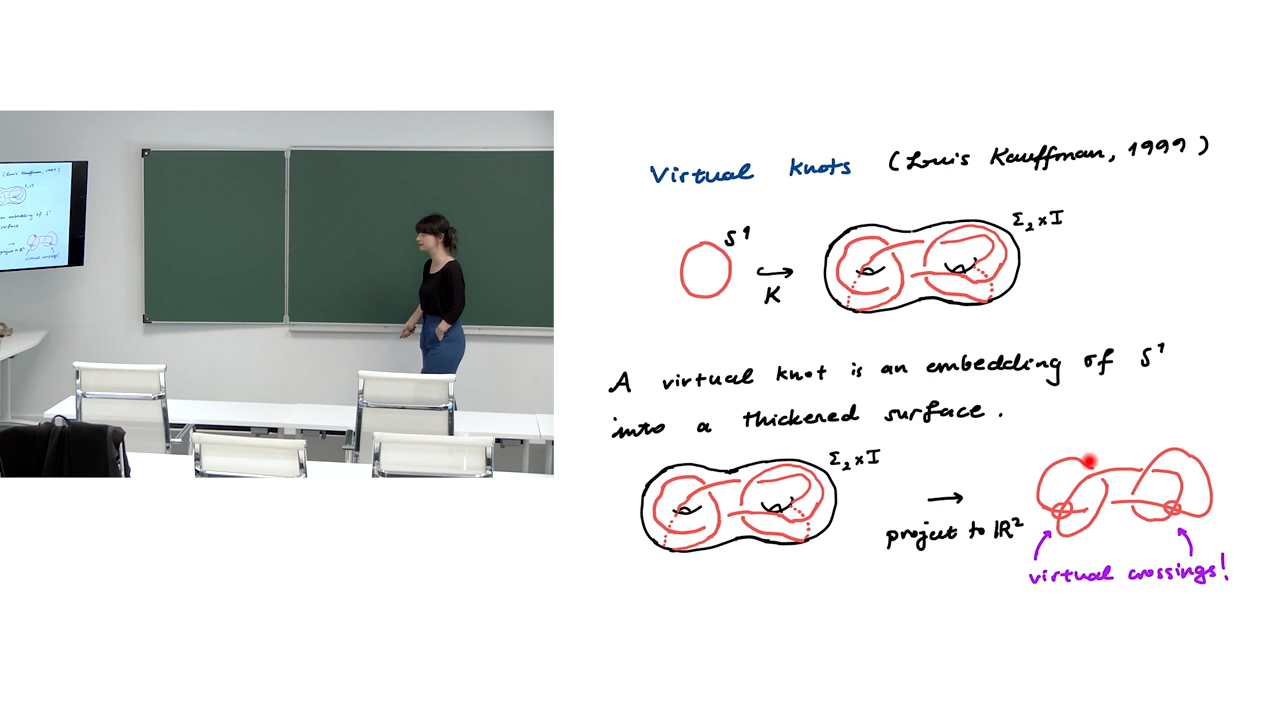 Virtual knots (Louis Kauffman, 1999)
S¹
K
Σ₂×I
A virtual knot is an embedding of S¹
into a thickened surface.
Σ₂×I
project to ℝ²
virtual crossings!